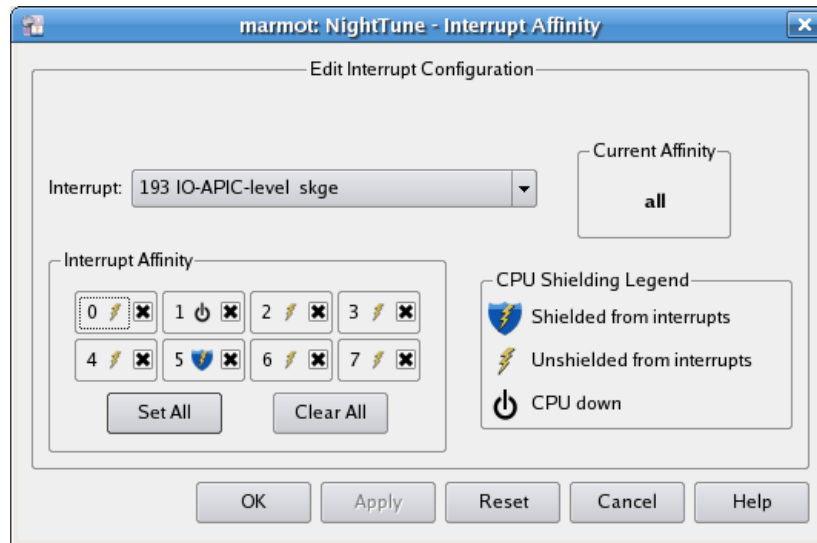 marmot: NightTune - Interrupt Affinity
Edit Interrupt Configuration
Current Affinity
Interrupt: 193 IO-APIC-level skge
all
Interrupt Affinity
CPU Shielding Legend
0 1 2 3
Shielded from interrupts
4 5 6 7
Unshielded from interrupts
Set All Clear All
CPU down
OK Apply Reset Cancel Help